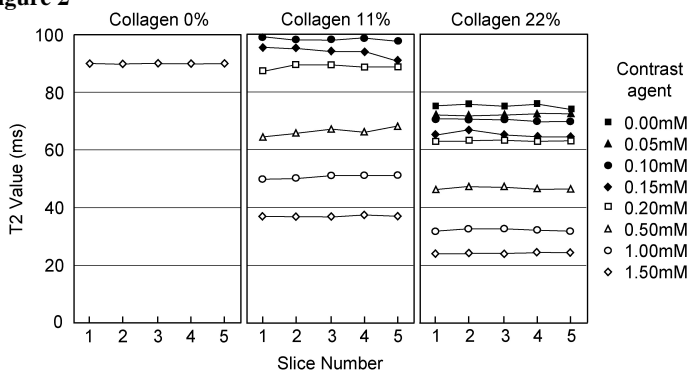 Figure 2
Collagen 0% Collagen 11% Collagen 22%
100
80
60
40
20
0
T2 Value (ms)
1 2 3 4 5 1 2 3 4 5 1 2 3 4 5
Slice Number
Contrast
agent
0.00mM
0.05mM
0.10mM
0.15mM
0.20mM
0.50mM
1.00mM
1.50mM